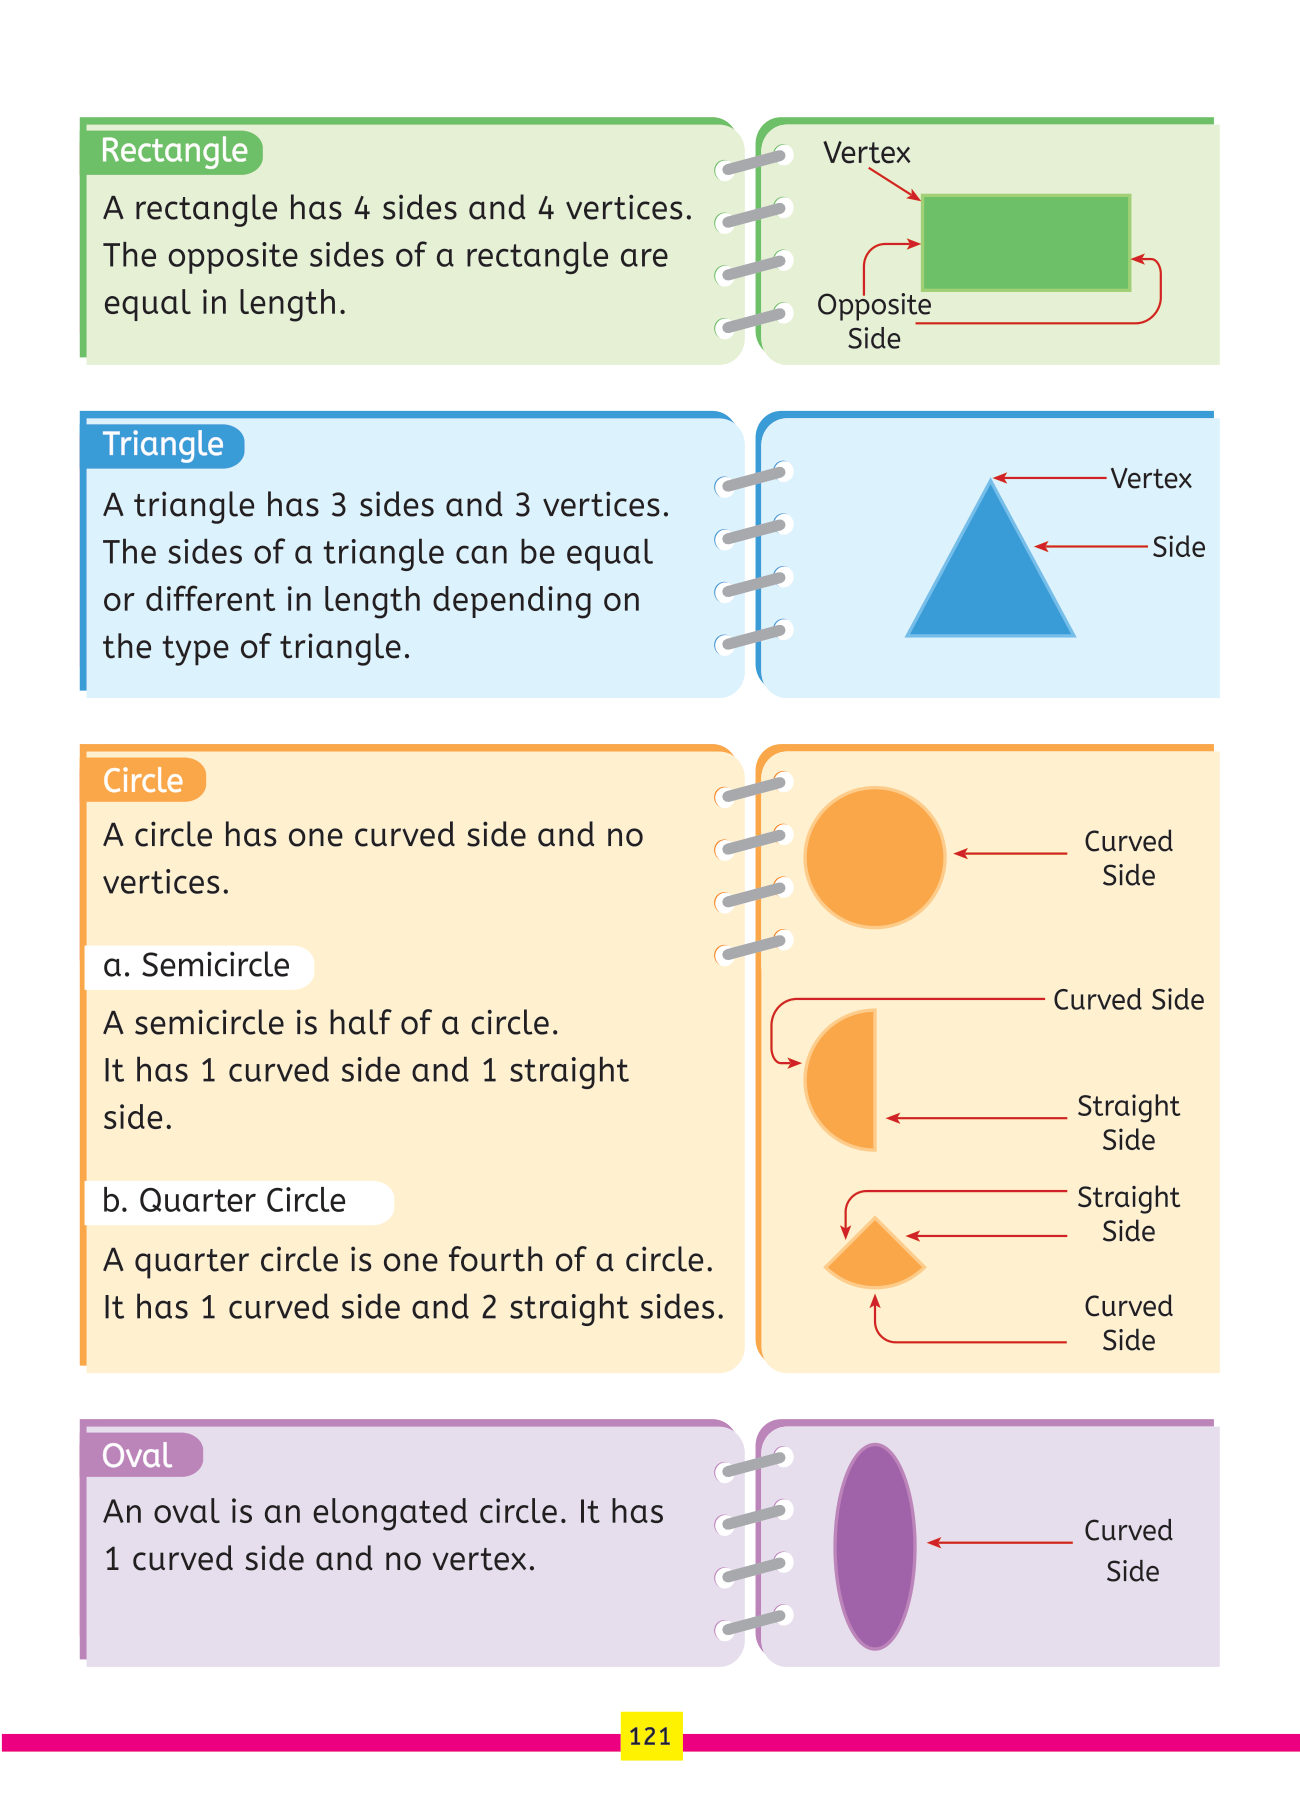 Rectangle
A rectangle has 4 sides and 4 vertices.
The opposite sides of a rectangle are
equal in length.
Vertex
Opposite
Side
Triangle
A triangle has 3 sides and 3 vertices.
The sides of a triangle can be equal
or different in length depending on
the type of triangle.
Vertex
Side
Circle
A circle has one curved side and no
vertices.
Curved
Side
a. Semicircle
A semicircle is half of a circle.
It has 1 curved side and 1 straight
side.
Curved Side
Straight
Side
b. Quarter Circle
A quarter circle is one fourth of a circle.
It has 1 curved side and 2 straight sides.
Straight
Side
Curved
Side
Oval
An oval is an elongated circle. It has
1 curved side and no vertex.
Curved
Side
121